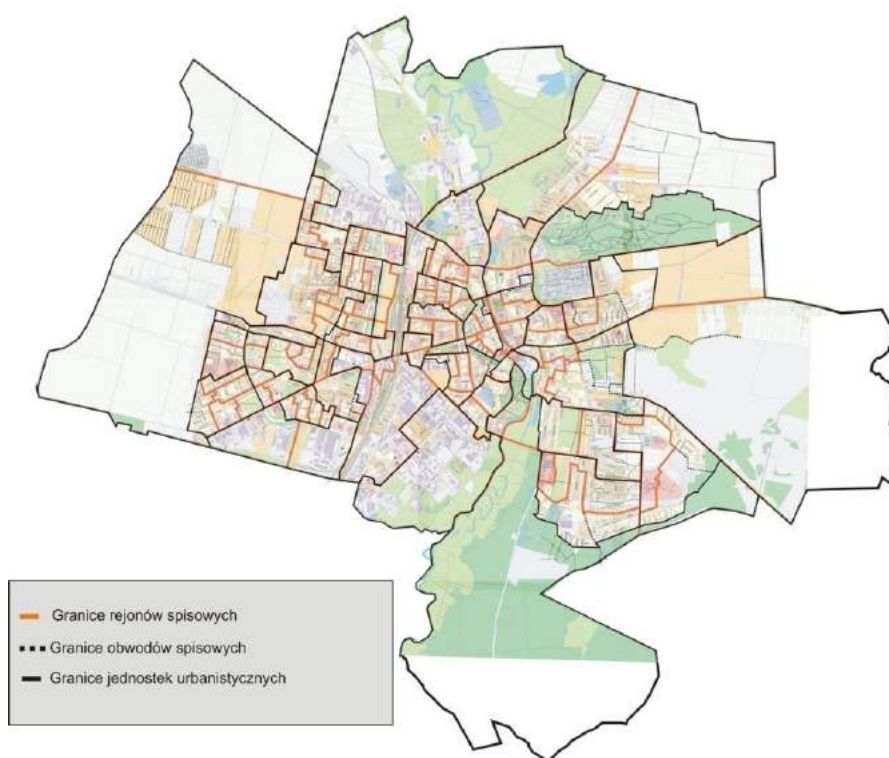 Granice rejonów spisowych
Granice obwodów spisowych
Granice jednostek urbanistycznych